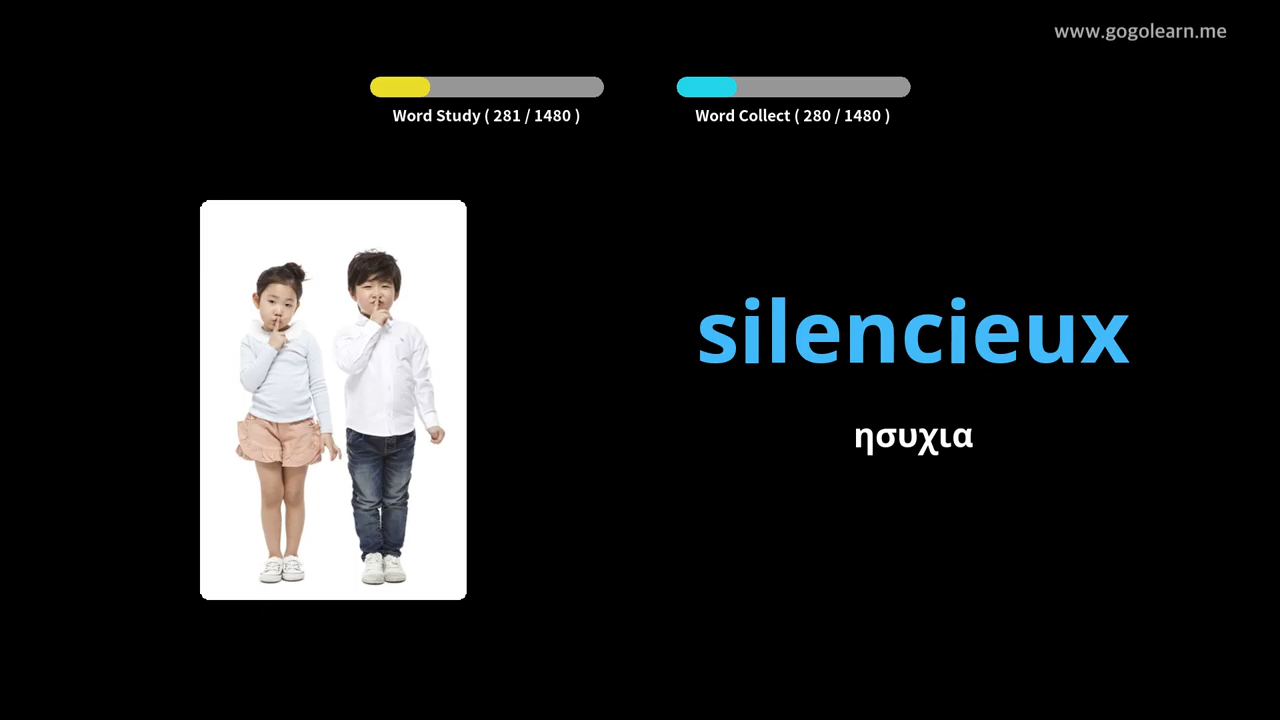 www.gogolearn.me
Word Study ( 281 / 1480 )
Word Collect ( 280 / 1480 )
silencieux
ησυχια